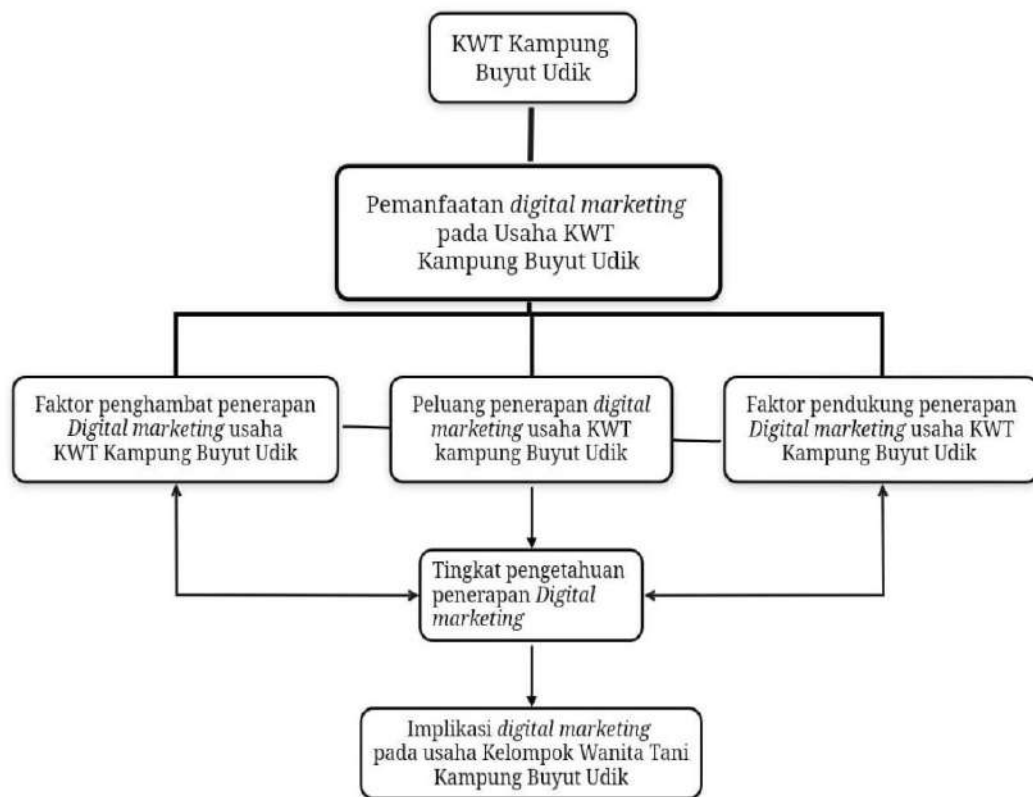 KWT Kampung
Buyut Udik
Pemanfaatan digital marketing
pada Usaha KWT
Kampung Buyut Udik
Faktor penghambat penerapan
Digital marketing usaha
KWT Kampung Buyut Udik
Peluang penerapan digital
marketing usaha KWT
kampung Buyut Udik
Faktor pendukung penerapan
Digital marketing usaha KWT
Kampung Buyut Udik
Tingkat pengetahuan
penerapan Digital
marketing
Implikasi digital marketing
pada usaha Kelompok Wanita Tani
Kampung Buyut Udik